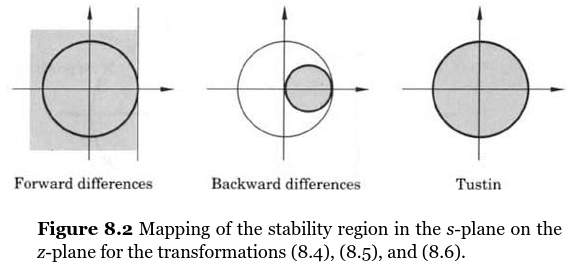 Forward differences
Backward differences
Tustin
Figure 8.2 Mapping of the stability region in the s-plane on the
z-plane for the transformations (8.4), (8.5), and (8.6).